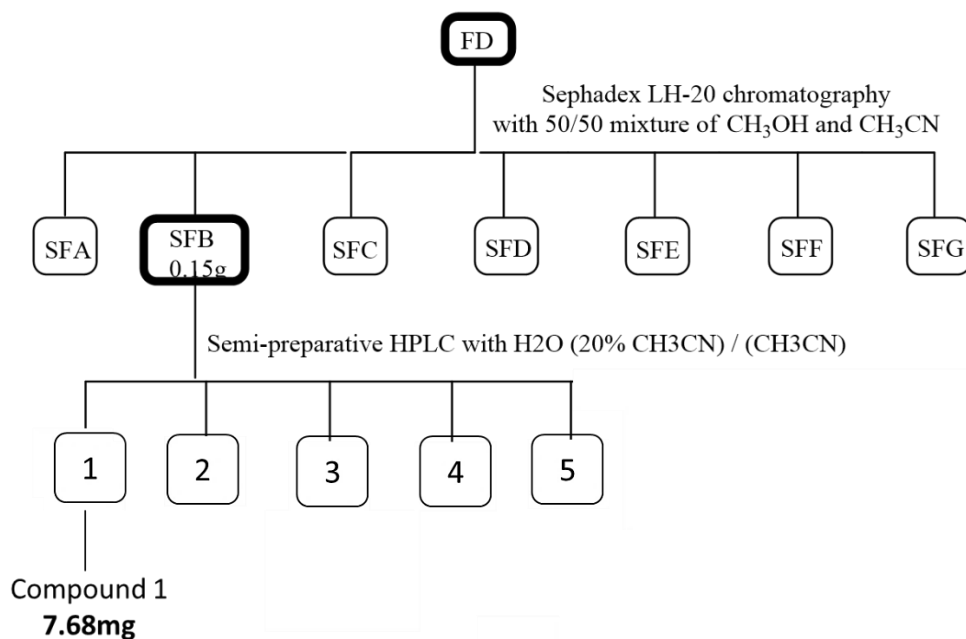 FD
Sephadex LH-20 chromatography
with 50/50 mixture of CH₃OH and CH₃CN
SFA
SFB
0.15g
SFC
SFD
SFE
SFF
SFG
Semi-preparative HPLC with H2O (20% CH3CN) / (CH3CN)
1
2
3
4
5
Compound 1
7.68mg